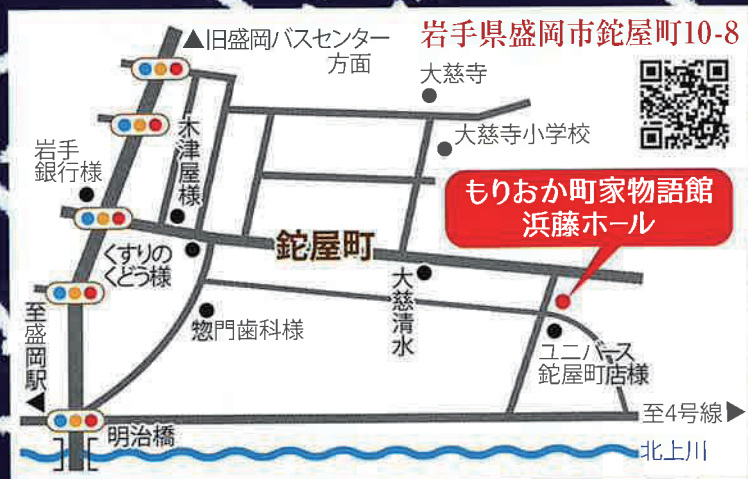 ▲旧盛岡バスセンター
方面
岩手県盛岡市鉈屋町10-8
大慈寺
大慈寺小学校
岩手
銀行様
木津屋様
もりおか町家物語館
浜藤ホール
鉈屋町
くすりの
くどう様
大慈清水
惣門歯科様
至盛岡駅▲
ユニバース
鉈屋町店様
至4号線▶
明治橋
北上川